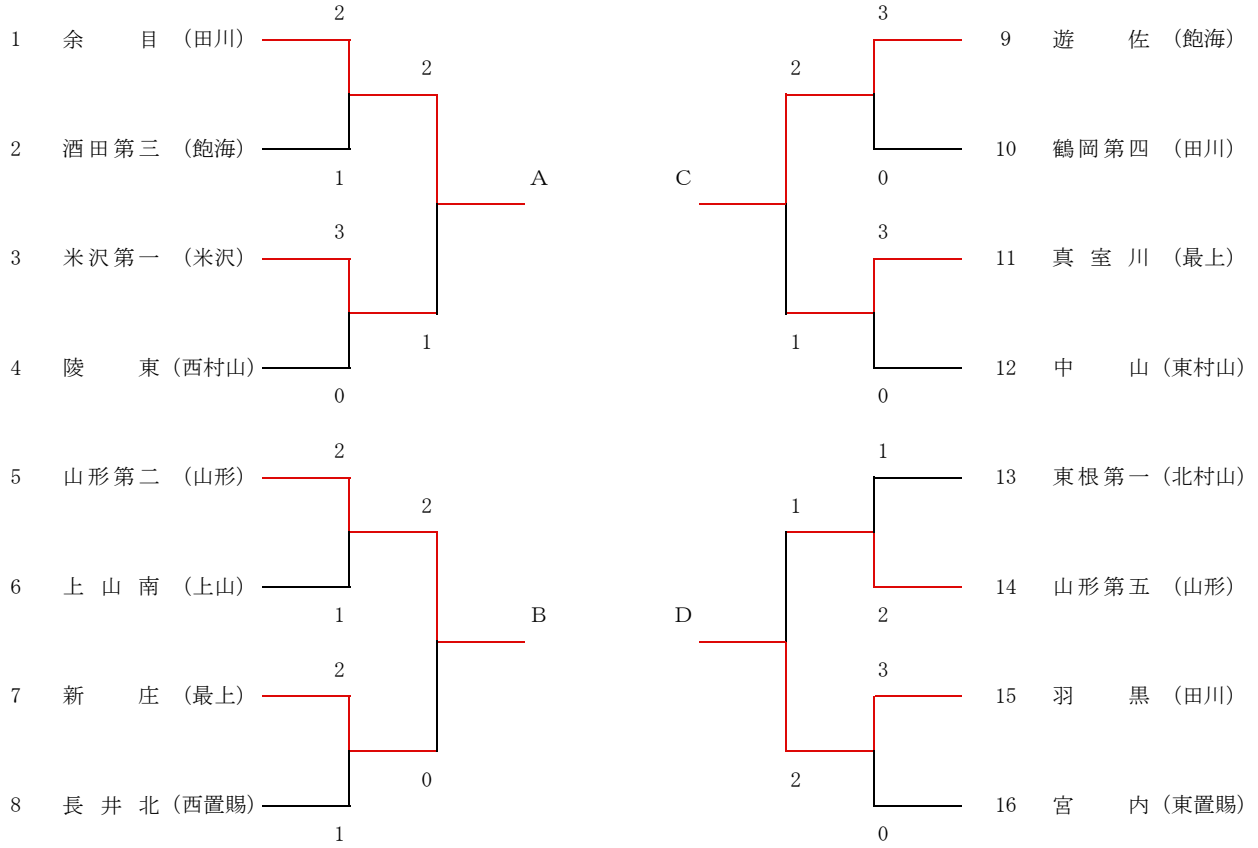 2
1 余目 (田川)
2
2 酒田第三 (飽海)
1
A
3
3 米沢第一 (米沢)
1
4 陵東 (西村山)
0
2
5 山形第二 (山形)
2
6 上山南 (上山)
1
B
2
7 新庄 (最上)
0
8 長井北 (西置賜)
1
3
9 遊佐 (飽海)
2
10 鶴岡第四 (田川)
0
C
3
11 真室川 (最上)
1
12 中山 (東村山)
0
1
13 東根第一 (北村山)
1
14 山形第五 (山形)
2
D
3
15 羽黒 (田川)
2
16 宮内 (東置賜)
0